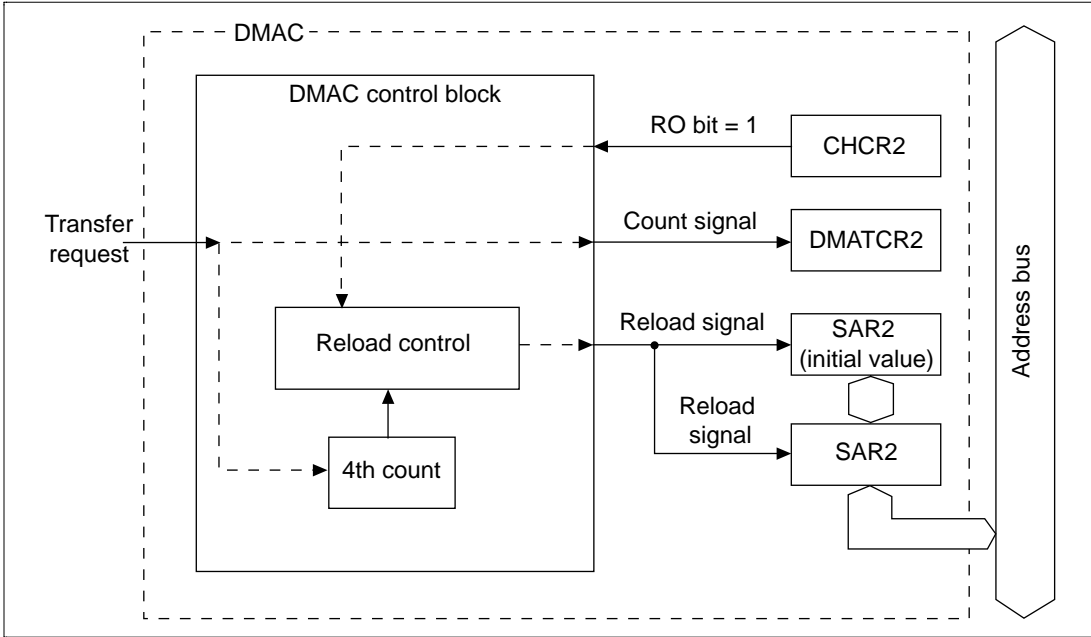 DMAC
DMAC control block
RO bit = 1
CHCR2
Transfer
request
Count signal
DMATCR2
Reload control
Reload signal
SAR2
(initial value)
Reload
signal
SAR2
4th count
Address bus